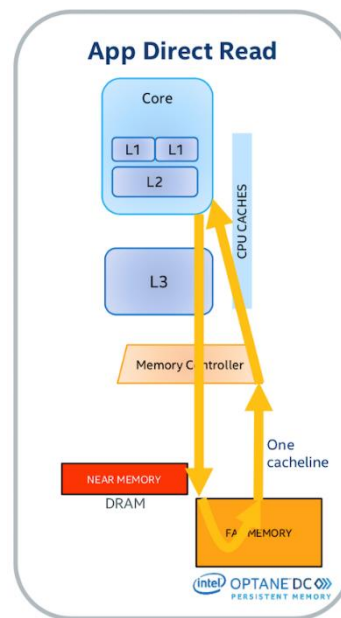 App Direct Read
Core
L1 L1
L2
CPU CACHES
L3
Memory Controller
One
cacheline
NEAR MEMORY
DRAM
MEMORY
intel OPTANE DC
PERSISTENT MEMORY